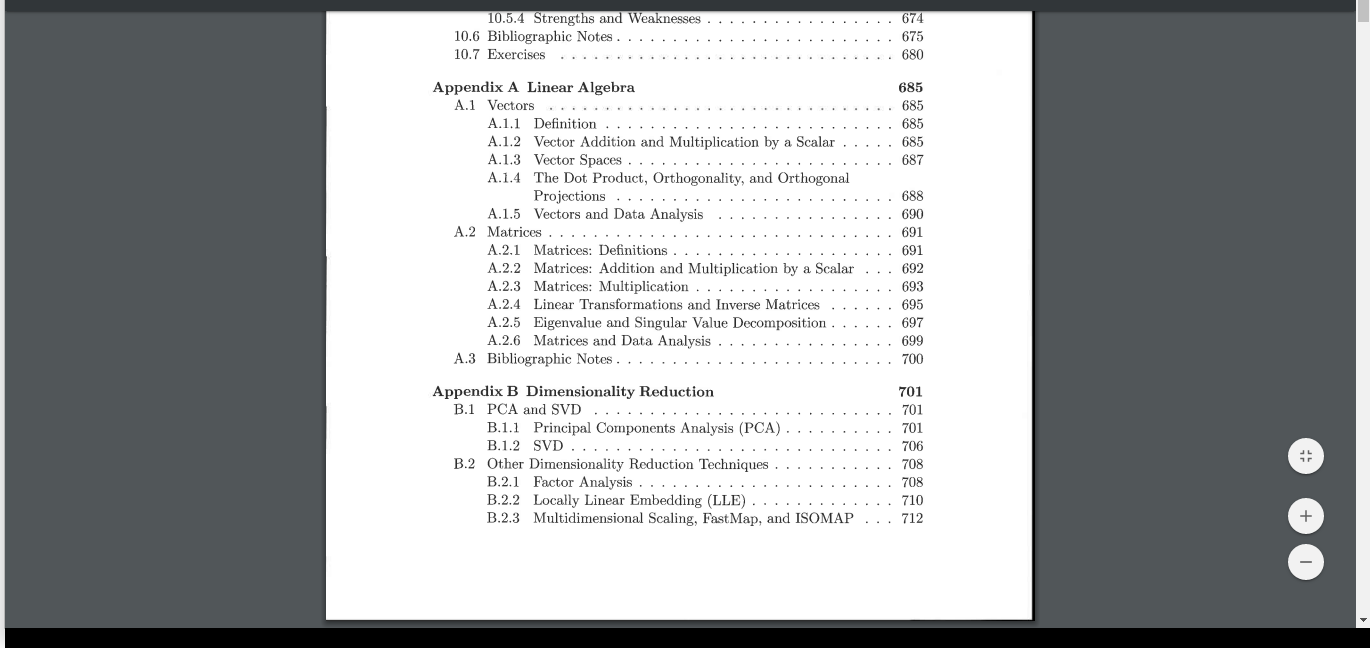 10.5.4 Strengths and Weaknesses . . . . . . . . . . . . . . . . . . . . 674
10.6 Bibliographic Notes . . . . . . . . . . . . . . . . . . . . . . . . . 675
10.7 Exercises . . . . . . . . . . . . . . . . . . . . . . . . . . . . . 680
Appendix A Linear Algebra 685
A.1 Vectors . . . . . . . . . . . . . . . . . . . . . . . . . . . . . . 685
A.1.1 Definition . . . . . . . . . . . . . . . . . . . . . . . . . . 685
A.1.2 Vector Addition and Multiplication by a Scalar . . . . . 685
A.1.3 Vector Spaces . . . . . . . . . . . . . . . . . . . . . . . . 687
A.1.4 The Dot Product, Orthogonality, and Orthogonal
Projections . . . . . . . . . . . . . . . . . . . . . . . . . 688
A.1.5 Vectors and Data Analysis . . . . . . . . . . . . . . . . 690
A.2 Matrices . . . . . . . . . . . . . . . . . . . . . . . . . . . . . . 691
A.2.1 Matrices: Definitions . . . . . . . . . . . . . . . . . . . . 691
A.2.2 Matrices: Addition and Multiplication by a Scalar . . . 692
A.2.3 Matrices: Multiplication . . . . . . . . . . . . . . . . . . 693
A.2.4 Linear Transformations and Inverse Matrices . . . . . . 695
A.2.5 Eigenvalue and Singular Value Decomposition . . . . . . 697
A.2.6 Matrices and Data Analysis . . . . . . . . . . . . . . . . 699
A.3 Bibliographic Notes . . . . . . . . . . . . . . . . . . . . . . . . . 700
Appendix B Dimensionality Reduction 701
B.1 PCA and SVD . . . . . . . . . . . . . . . . . . . . . . . . . . . 701
B.1.1 Principal Components Analysis (PCA) . . . . . . . . . . 701
B.1.2 SVD . . . . . . . . . . . . . . . . . . . . . . . . . . . . . 706
B.2 Other Dimensionality Reduction Techniques . . . . . . . . . . . 708
B.2.1 Factor Analysis . . . . . . . . . . . . . . . . . . . . . . . 708
B.2.2 Locally Linear Embedding (LLE) . . . . . . . . . . . . . 710
B.2.3 Multidimensional Scaling, FastMap, and ISOMAP . . . 712